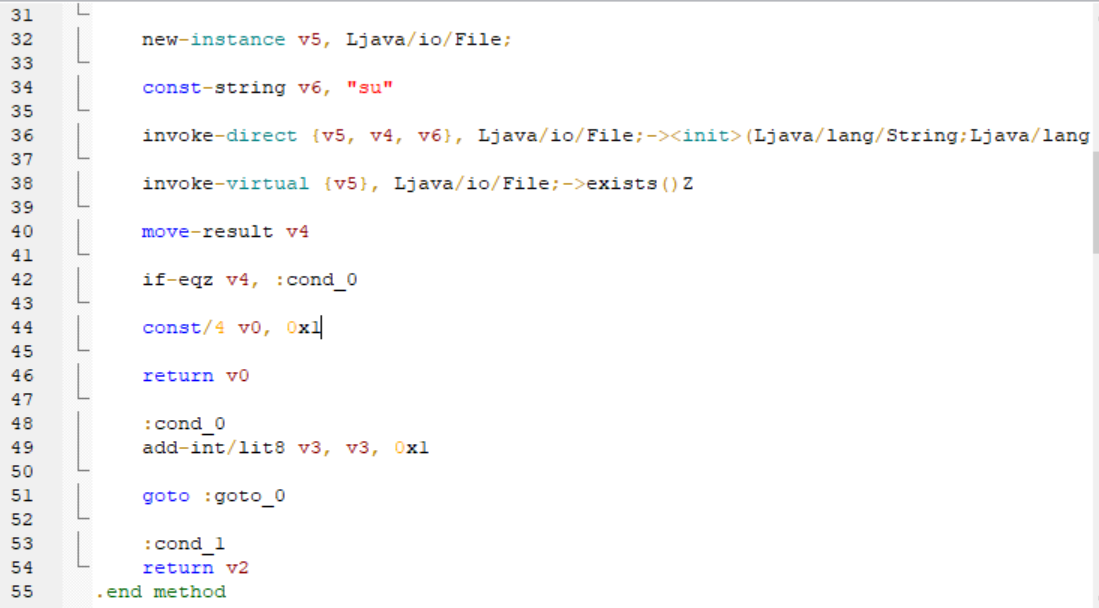 31
32 new-instance v5, Ljava/io/File;
33
34 const-string v6, "su"
35
36 invoke-direct {v5, v4, v6}, Ljava/io/File;-><init>(Ljava/lang/String;Ljava/lang
37
38 invoke-virtual {v5}, Ljava/io/File;->exists()Z
39
40 move-result v4
41
42 if-eqz v4, :cond_0
43
44 const/4 v0, 0x1
45
46 return v0
47
48 :cond_0
49 add-int/lit8 v3, v3, 0x1
50
51 goto :goto_0
52
53 :cond_1
54 return v2
55 .end method